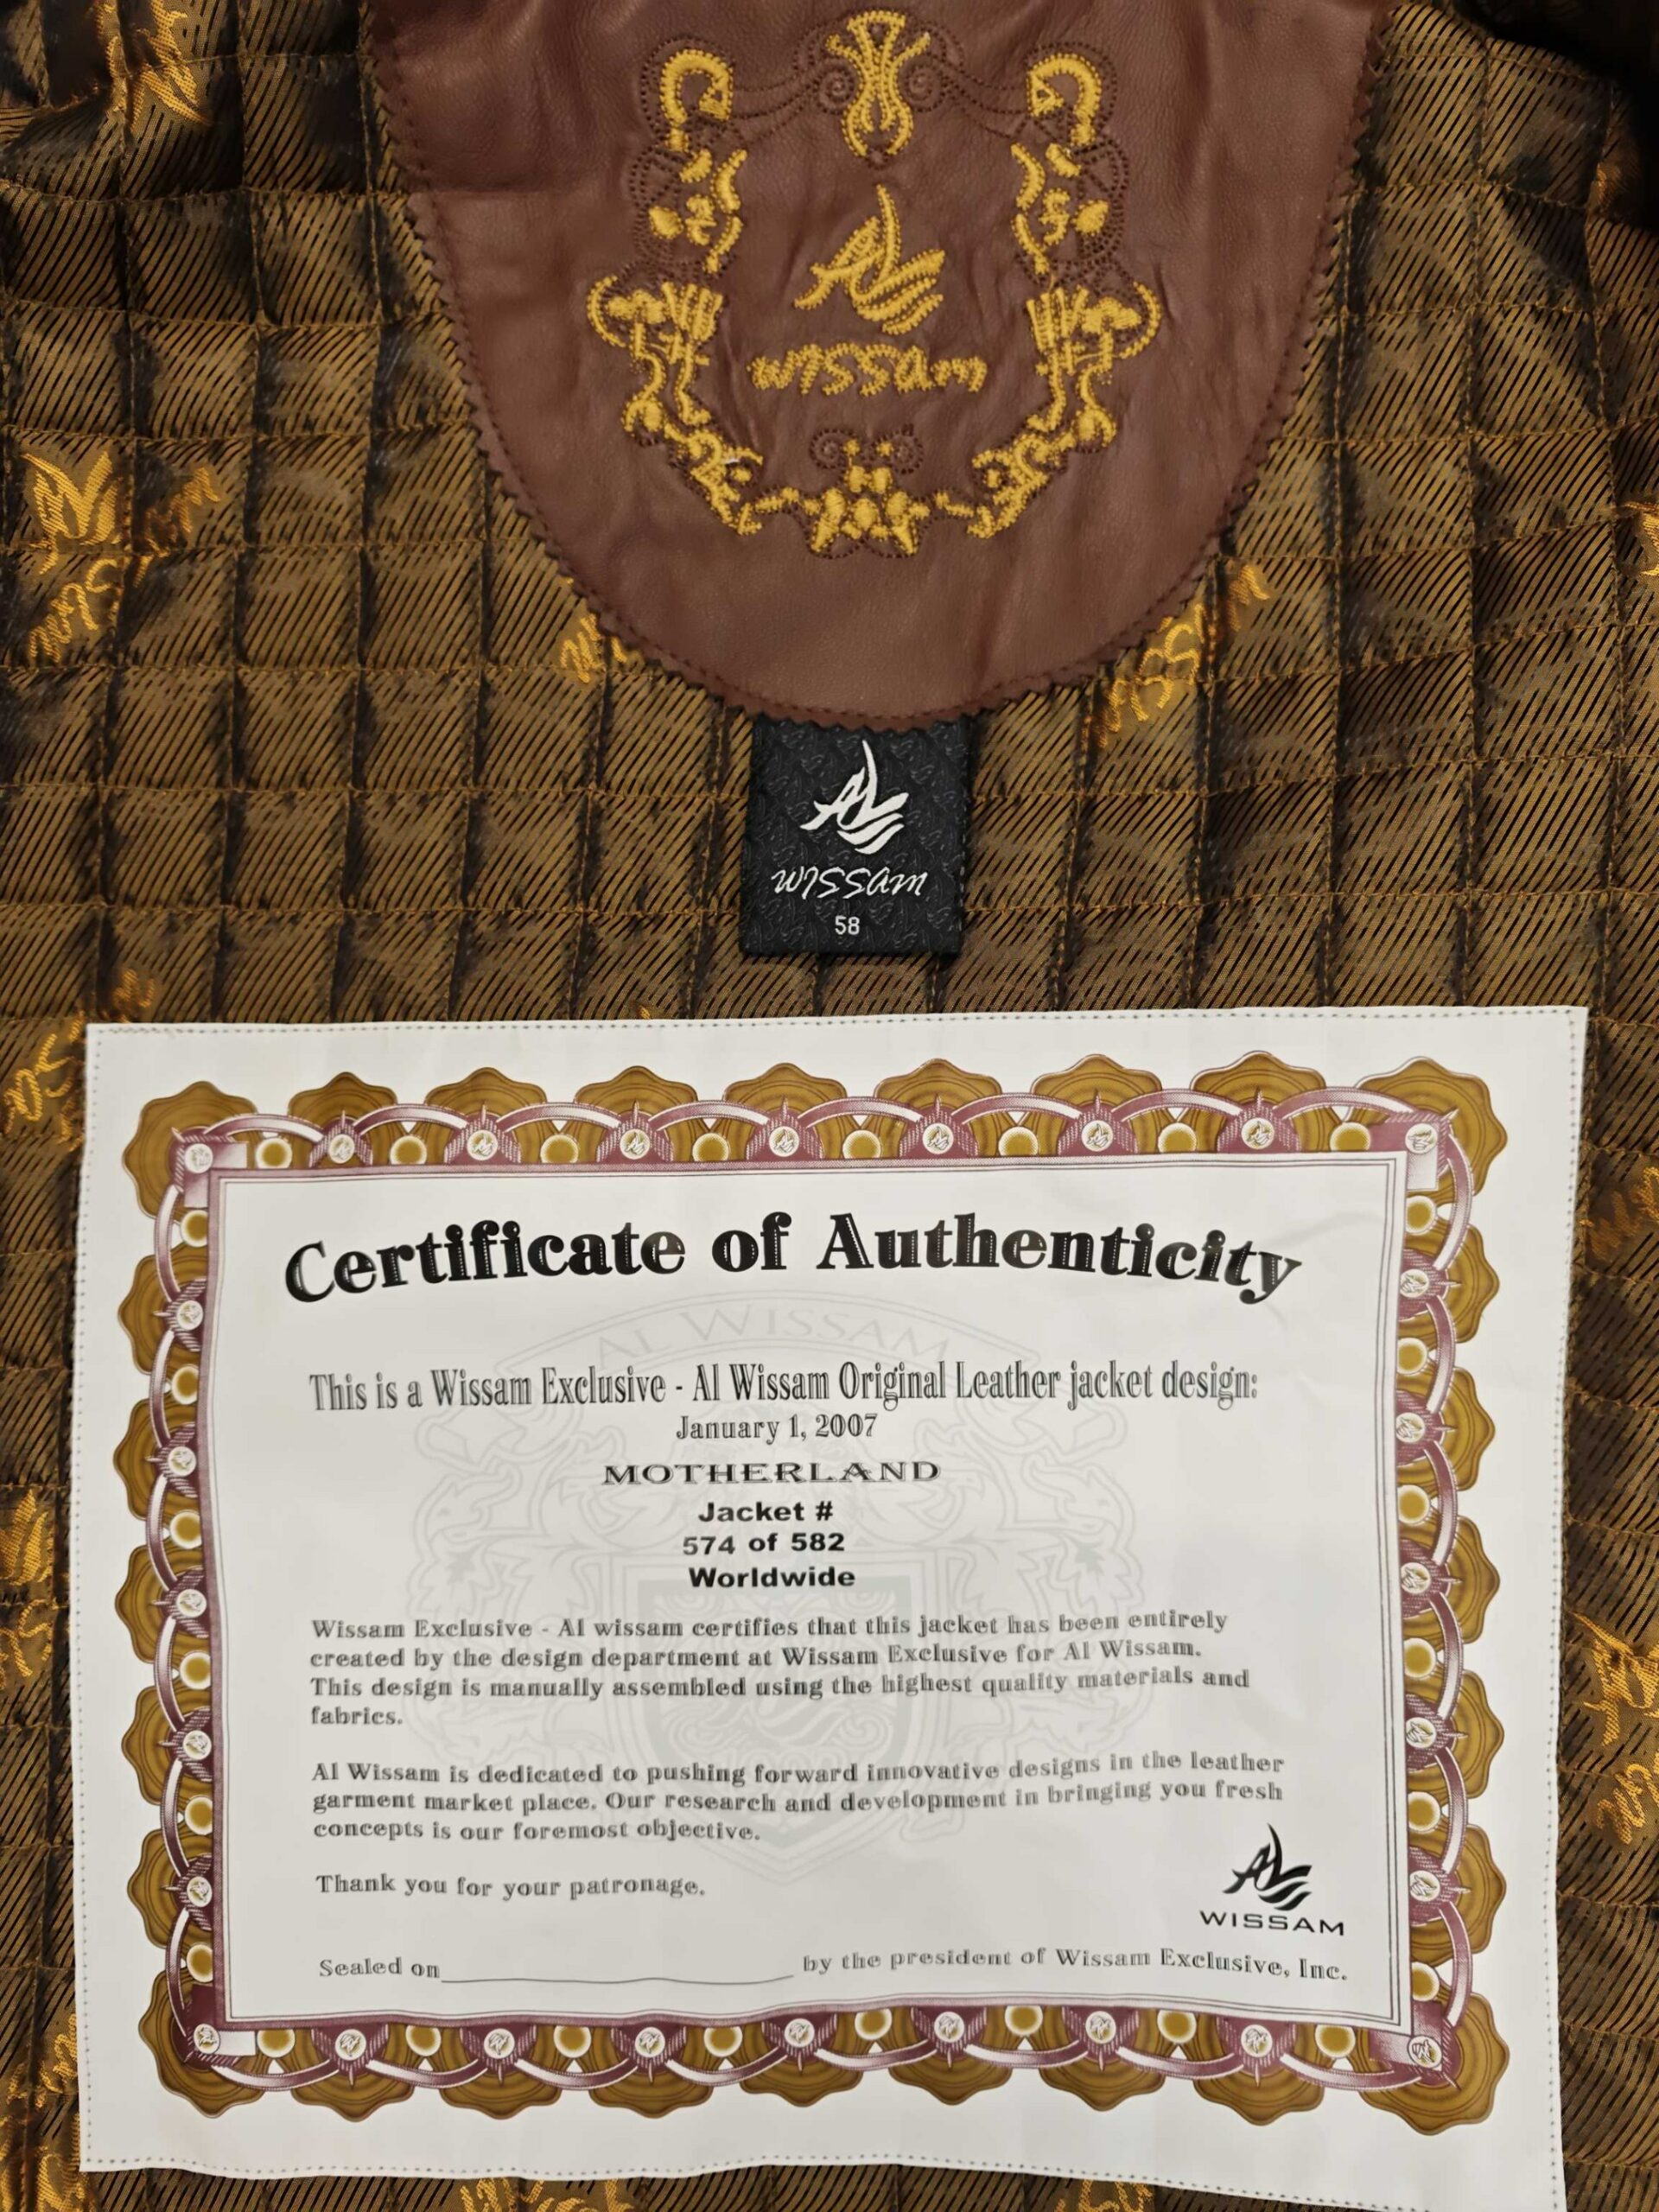 wissam
wissam
58
Certificate of Authenticity
AL WISSAM
This is a Wissam Exclusive - Al Wissam Original Leather jacket design:
January 1, 2007
MOTHERLAND
Jacket #
574 of 582
Worldwide
Wissam Exclusive - Al wissam certifies that this jacket has been entirely
created by the design department at Wissam Exclusive for Al Wissam.
This design is manually assembled using the highest quality materials and
fabrics.
Al Wissam is dedicated to pushing forward innovative designs in the leather
garment market place. Our research and development in bringing you fresh
concepts is our foremost objective.
Thank you for your patronage.
WISSAM
Sealed on by the president of Wissam Exclusive, Inc.